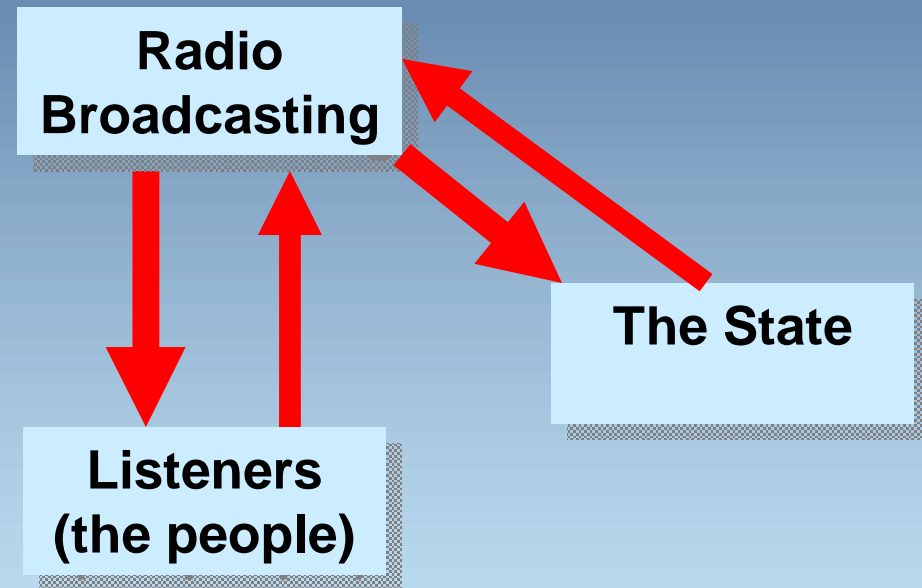 Radio
Broadcasting
The State
Listeners
(the people)